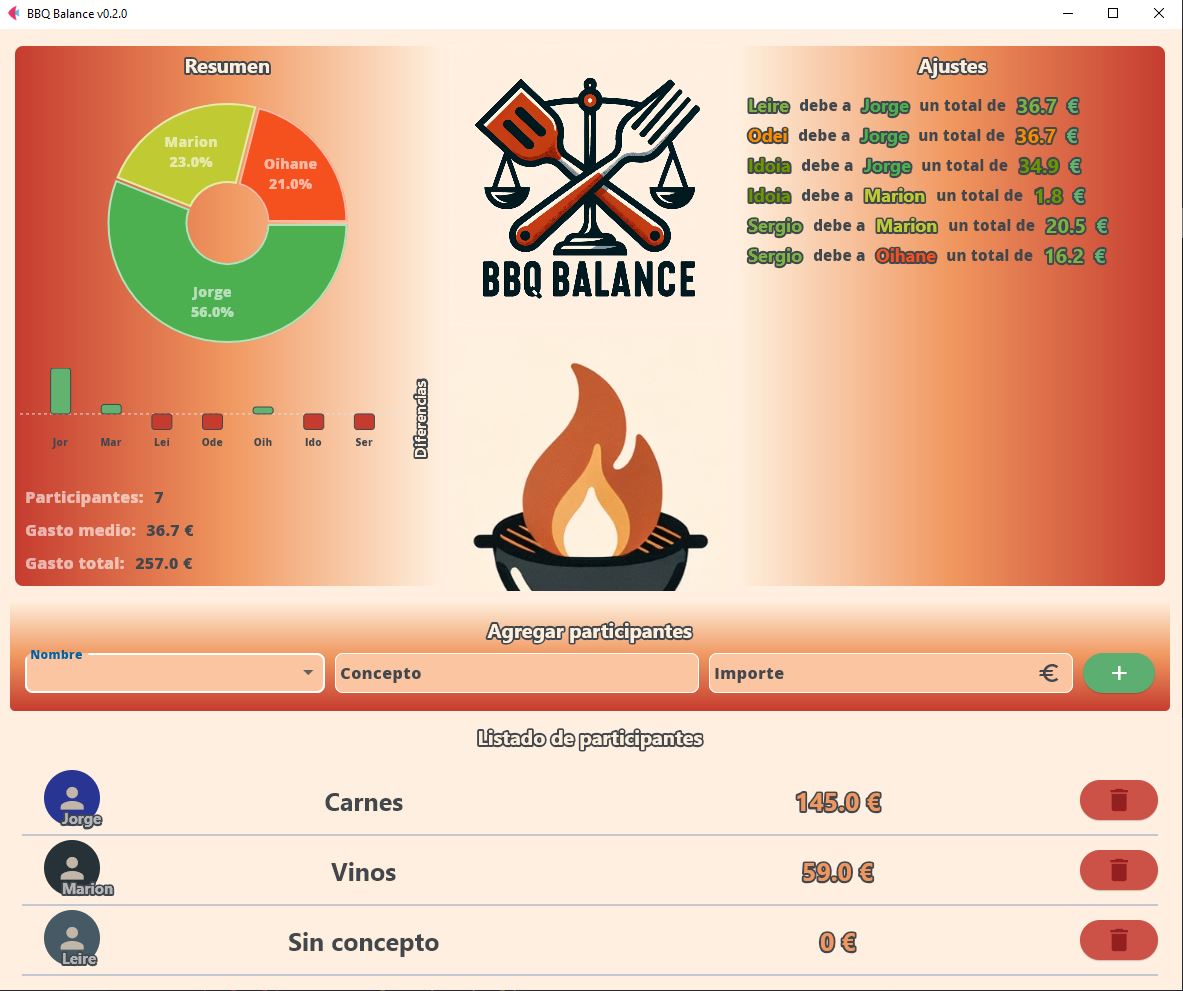 BBQ Balance v0.2.0
Resumen
Marion
23.0%
Oihane
21.0%
Jorge
56.0%
Diferencias
Jor Mar Lei Ode Oih Ido Ser
Participantes: 7
Gasto medio: 36.7 €
Gasto total: 257.0 €
BBQ BALANCE
Ajustes
Leire debe a Jorge un total de 36.7 €
Odei debe a Jorge un total de 36.7 €
Idoia debe a Jorge un total de 34.9 €
Idoia debe a Marion un total de 1.8 €
Sergio debe a Marion un total de 20.5 €
Sergio debe a Oihane un total de 16.2 €
Agregar participantes
Nombre
Concepto
Importe €
+
Listado de participantes
Jorge Carnes 145.0 €
Marion Vinos 59.0 €
Leire Sin concepto 0 €